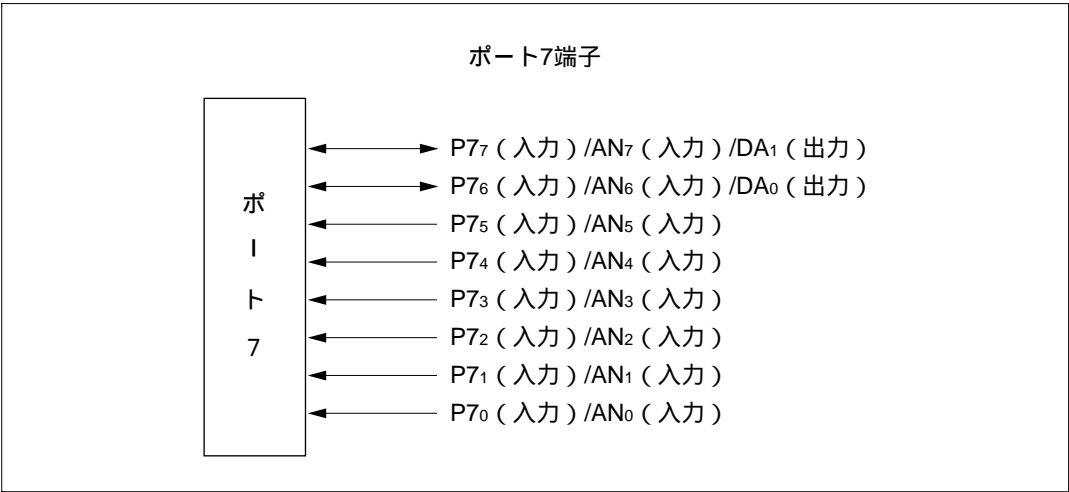 ポート7端子
ポート7
P7₇（入力）/AN₇（入力）/DA₁（出力）
P7₆（入力）/AN₆（入力）/DA₀（出力）
P7₅（入力）/AN₅（入力）
P7₄（入力）/AN₄（入力）
P7₃（入力）/AN₃（入力）
P7₂（入力）/AN₂（入力）
P7₁（入力）/AN₁（入力）
P7₀（入力）/AN₀（入力）